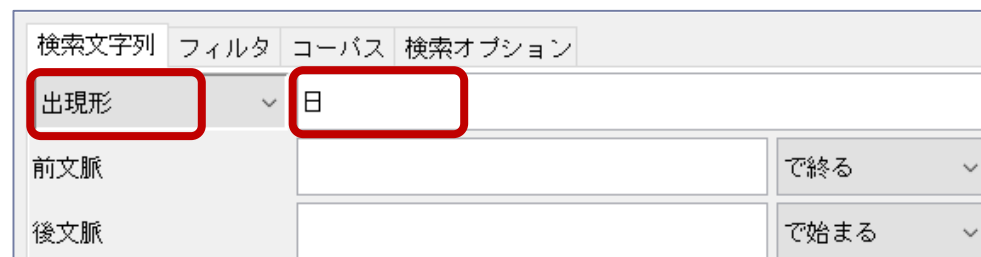 検索文字列 フィルタ コーパス 検索オプション
出現形 日
前文脈 で終る
後文脈 で始まる